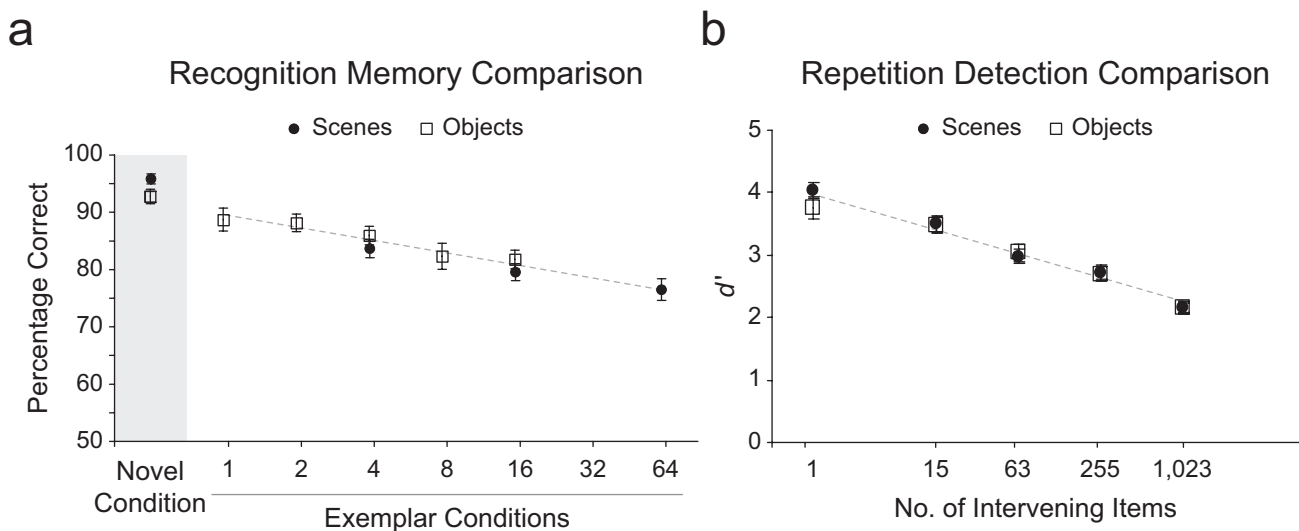 a
Recognition Memory Comparison
● Scenes □ Objects
Percentage Correct
100
90
80
70
60
50
Novel
Condition
1 2 4 8 16 32 64
Exemplar Conditions
b
Repetition Detection Comparison
● Scenes □ Objects
d'
5
4
3
2
1
0
1 15 63 255 1,023
No. of Intervening Items